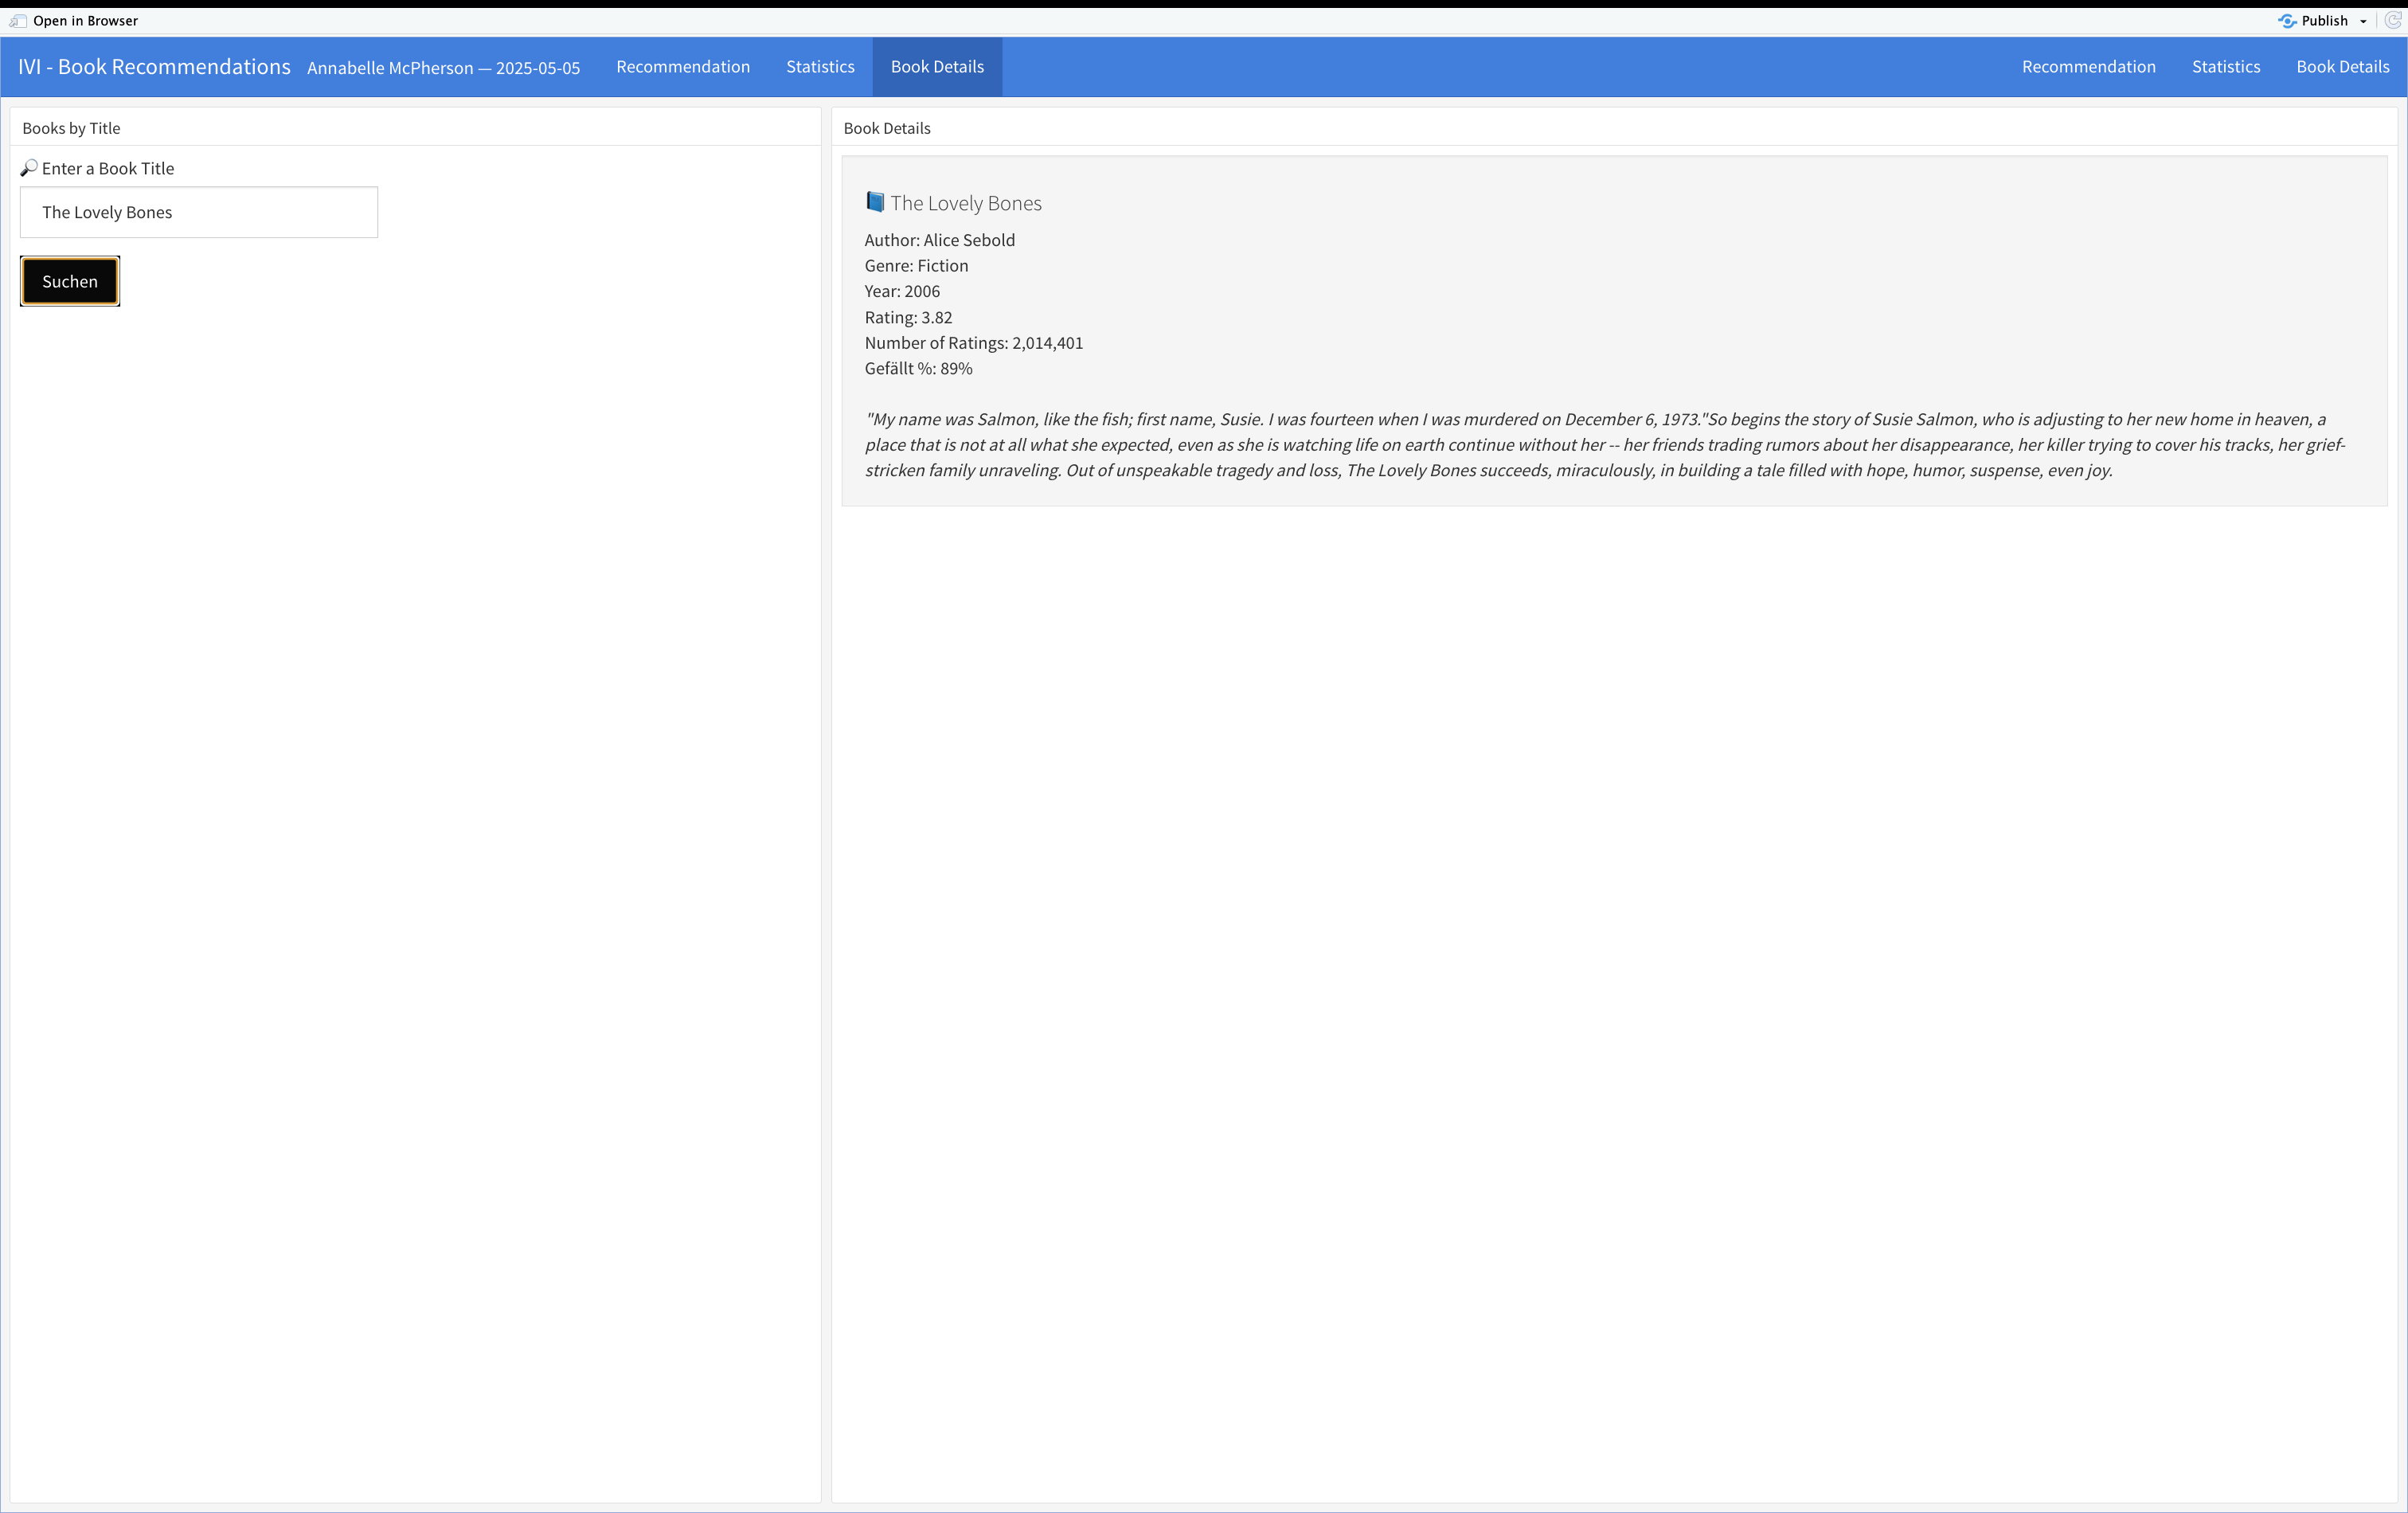 Open in Browser
Publish
IVI - Book Recommendations Annabelle McPherson — 2025-05-05 Recommendation Statistics Book Details
Recommendation Statistics Book Details
Books by Title
Enter a Book Title
The Lovely Bones
Suchen
Book Details
The Lovely Bones
Author: Alice Sebold
Genre: Fiction
Year: 2006
Rating: 3.82
Number of Ratings: 2,014,401
Gefällt %: 89%
"My name was Salmon, like the fish; first name, Susie. I was fourteen when I was murdered on December 6, 1973."So begins the story of Susie Salmon, who is adjusting to her new home in heaven, a
place that is not at all what she expected, even as she is watching life on earth continue without her -- her friends trading rumors about her disappearance, her killer trying to cover his tracks, her grief-
stricken family unraveling. Out of unspeakable tragedy and loss, The Lovely Bones succeeds, miraculously, in building a tale filled with hope, humor, suspense, even joy.